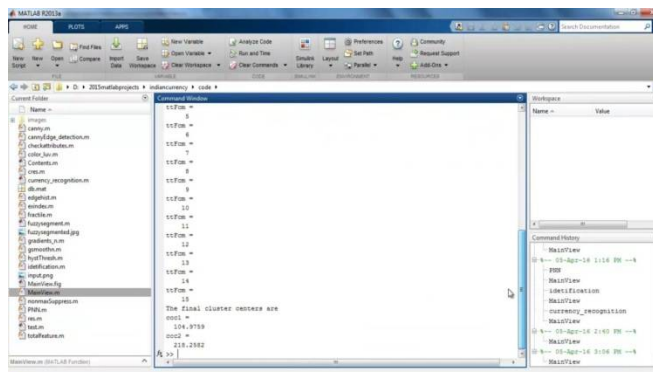 MATLAB R2013a
HOME PLOTS APPS
Search Documentation
New Script
New
Open
Find Files
Compare
Import Data
Save Workspace
New Variable
Open Variable
Clear Workspace
Analyze Code
Run and Time
Clear Commands
Simulink Library
Layout
Preferences
Set Path
Parallel
Help
Community
Request Support
Add-Ons
FILE VARIABLE CODE SIMULINK ENVIRONMENT RESOURCES
D: 2015matlabprojects indiancurrency code
Current Folder
Name
images
canny.m
cannyEdge_detection.m
checkattributes.m
color_luv.m
Contents.m
cres.m
currency_recognition.m
db.mat
edgehist.m
exindex.m
fractile.m
fuzzysegment.m
fuzzysegmented.jpg
gradients_n.m
gsmoothn.m
hystThresh.m
idetification.m
input.png
MainView.fig
MainView.m
nonmaxSuppress.m
PNN.m
res.m
test.m
totalFeature.m
MainView.m (MATLAB Function)
Command Window
ttFcm =
5
ttFcm =
6
ttFcm =
7
ttFcm =
8
ttFcm =
9
ttFcm =
10
ttFcm =
11
ttFcm =
12
ttFcm =
13
ttFcm =
14
ttFcm =
15
The final cluster centers are
ccc1 =
104.9759
ccc2 =
218.2582
fx >>
Workspace
Name Value
Command History
MainView
%-- 05-Apr-16 1:16 PM --%
PNN
MainView
idetification
MainView
currency_recognition
MainView
%-- 05-Apr-16 2:40 PM --%
MainView
%-- 05-Apr-16 3:06 PM --%
MainView